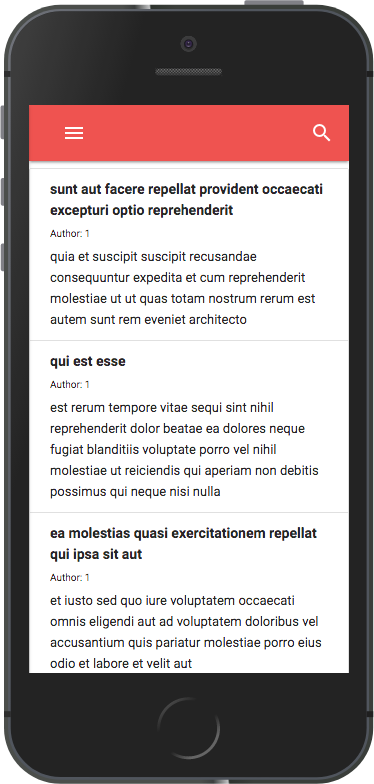 sunt aut facere repellat provident occaecati
excepturi optio reprehenderit
Author: 1
quia et suscipit suscipit recusandae
consequuntur expedita et cum reprehenderit
molestiae ut ut quas totam nostrum rerum est
autem sunt rem eveniet architecto
qui est esse
Author: 1
est rerum tempore vitae sequi sint nihil
reprehenderit dolor beatae ea dolores neque
fugiat blanditiis voluptate porro vel nihil
molestiae ut reiciendis qui aperiam non debitis
possimus qui neque nisi nulla
ea molestias quasi exercitationem repellat
qui ipsa sit aut
Author: 1
et iusto sed quo iure voluptatem occaecati
omnis eligendi aut ad voluptatem doloribus vel
accusantium quis pariatur molestiae porro eius
odio et labore et velit aut